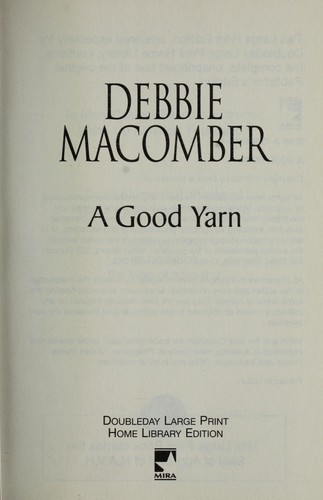 DEBBIE
MACOMBER
A Good Yarn
DOUBLEDAY LARGE PRINT
HOME LIBRARY EDITION
MIRA